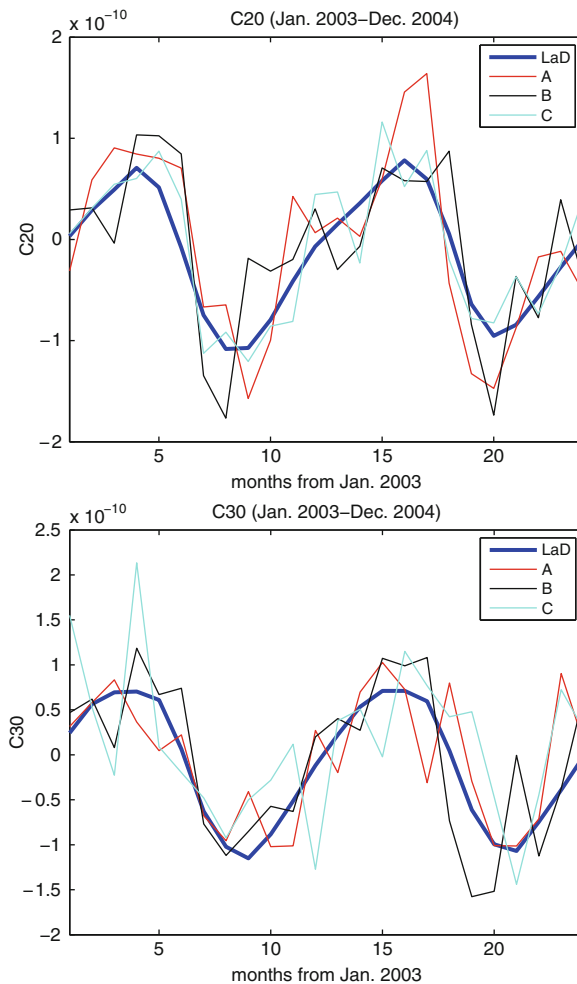 x 10⁻¹⁰
C20 (Jan. 2003–Dec. 2004)
2
1
0
−1
−2
C20
LaD
A
B
C
5
10
15
20
months from Jan. 2003
x 10⁻¹⁰
C30 (Jan. 2003–Dec. 2004)
2.5
2
1.5
1
0.5
0
−0.5
−1
−1.5
−2
C30
LaD
A
B
C
5
10
15
20
months from Jan. 2003